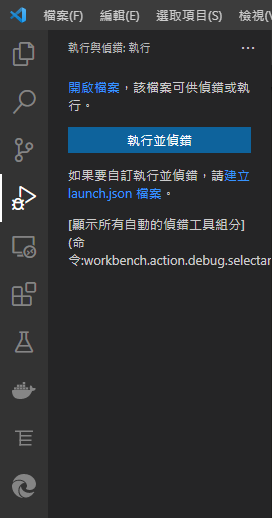 檔案(F) 編輯(E) 選取項目(S) 檢視(V
執行與偵錯: 執行 ...
開啟檔案，該檔案可供偵錯或執
行。
執行並偵錯
如果要自訂執行並偵錯，請建立
launch.json 檔案。
[顯示所有自動的偵錯工具組分]
(命
令:workbench.action.debug.selectar